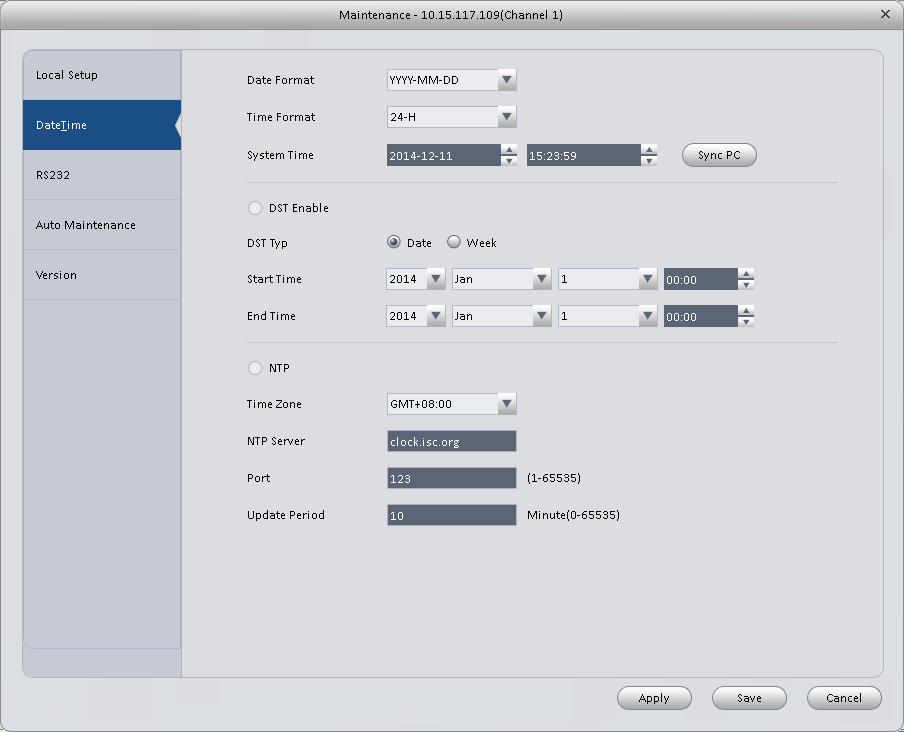 Maintenance - 10.15.117.109(Channel 1)
Local Setup
DateTime
RS232
Auto Maintenance
Version
Date Format YYYY-MM-DD
Time Format 24-H
System Time 2014-12-11 15:23:59 Sync PC
DST Enable
DST Typ Date Week
Start Time 2014 Jan 1 00:00
End Time 2014 Jan 1 00:00
NTP
Time Zone GMT+08:00
NTP Server clock.isc.org
Port 123 (1-65535)
Update Period 10 Minute(0-65535)
Apply Save Cancel